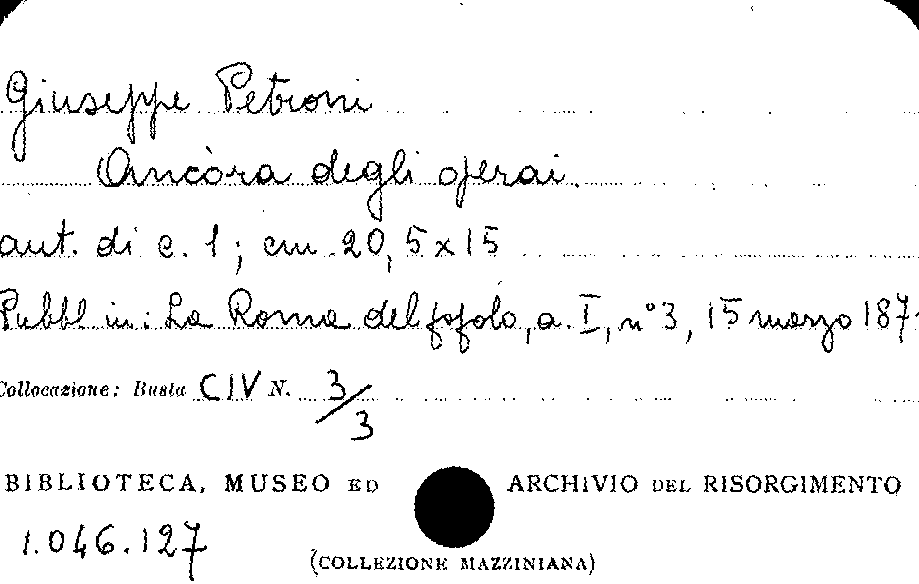 Giuseppe Petroni
Ancòra degli operai.
aut. di c. 1; cm. 20,5 x 15
Pubbl. in: La Roma del popolo, a. I, n° 3, 15 marzo
Collocazione: Busta CIV N. 3/3
BIBLIOTECA, MUSEO ED ARCHIVIO DEL RISORGIMENTO
1.046.127
(COLLEZIONE MAZZINIANA)